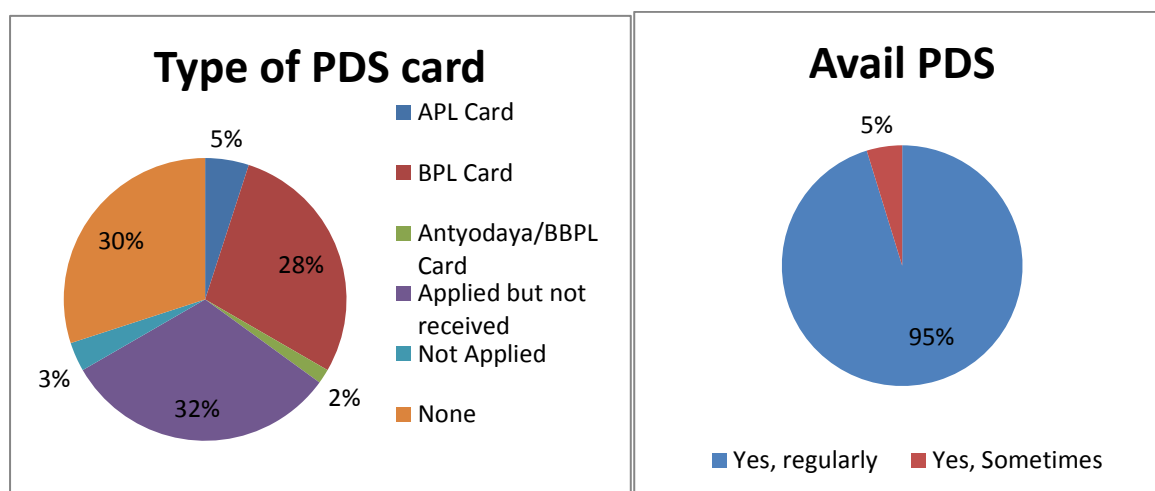 Type of PDS card
5%
28%
2%
32%
3%
30%
APL Card
BPL Card
Antyodaya/BBPL
Card
Applied but not
received
Not Applied
None
Avail PDS
5%
95%
Yes, regularly
Yes, Sometimes